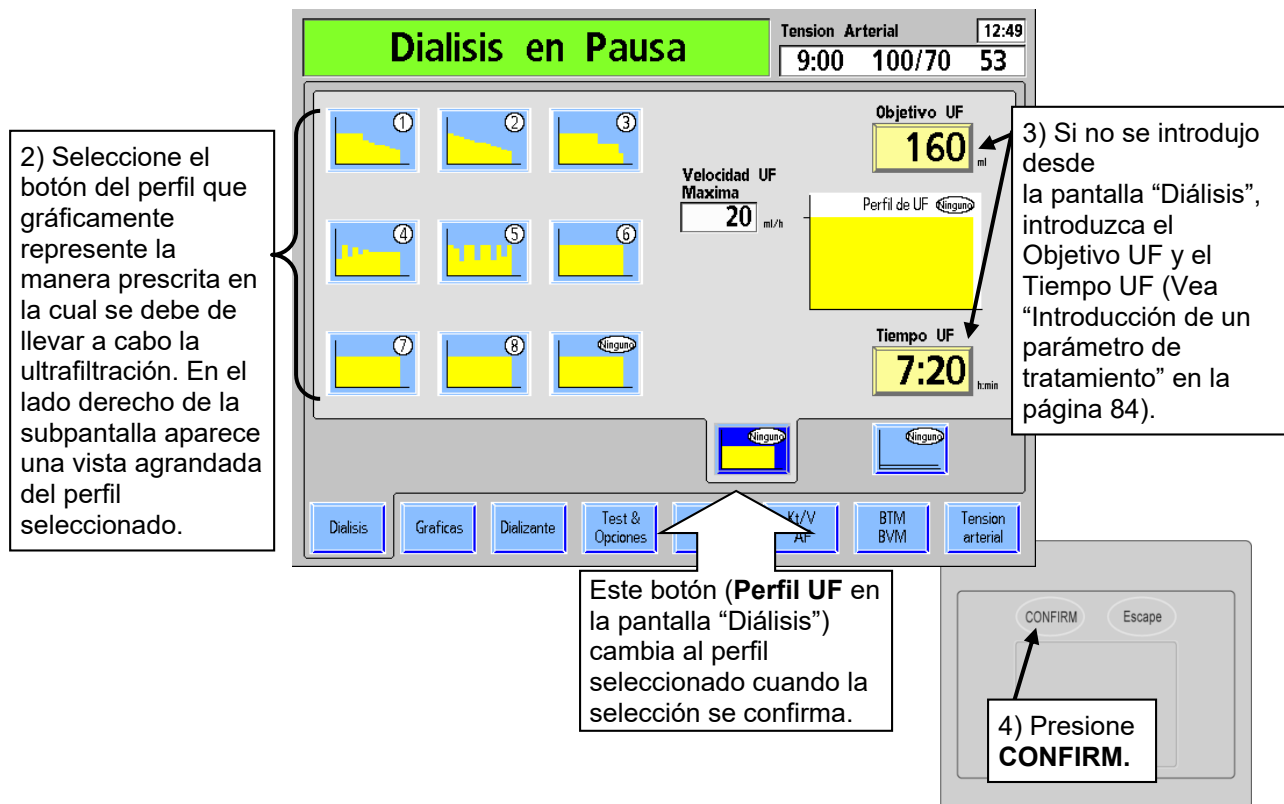 Dialisis en Pausa
Tension Arterial
12:49
9:00 100/70 53
2) Seleccione el
botón del perfil que
gráficamente
represente la
manera prescrita en
la cual se debe de
llevar a cabo la
ultrafiltración. En el
lado derecho de la
subpantalla aparece
una vista agrandada
del perfil
seleccionado.
1
2
3
4
5
6
7
8
Ninguno
Velocidad UF
Maxima
20 ml/h
Objetivo UF
160 ml
Perfil de UF Ninguno
Tiempo UF
7:20 h:min
3) Si no se introdujo
desde
la pantalla “Diálisis”,
introduzca el
Objetivo UF y el
Tiempo UF (Vea
“Introducción de un
parámetro de
tratamiento” en la
página 84).
Ninguno
Ninguno
Dialisis
Graficas
Dializante
Test &
Opciones
Kt/V
AF
BTM
BVM
Tension
arterial
Este botón (Perfil UF en
la pantalla “Diálisis”)
cambia al perfil
seleccionado cuando la
selección se confirma.
CONFIRM
Escape
4) Presione
CONFIRM.